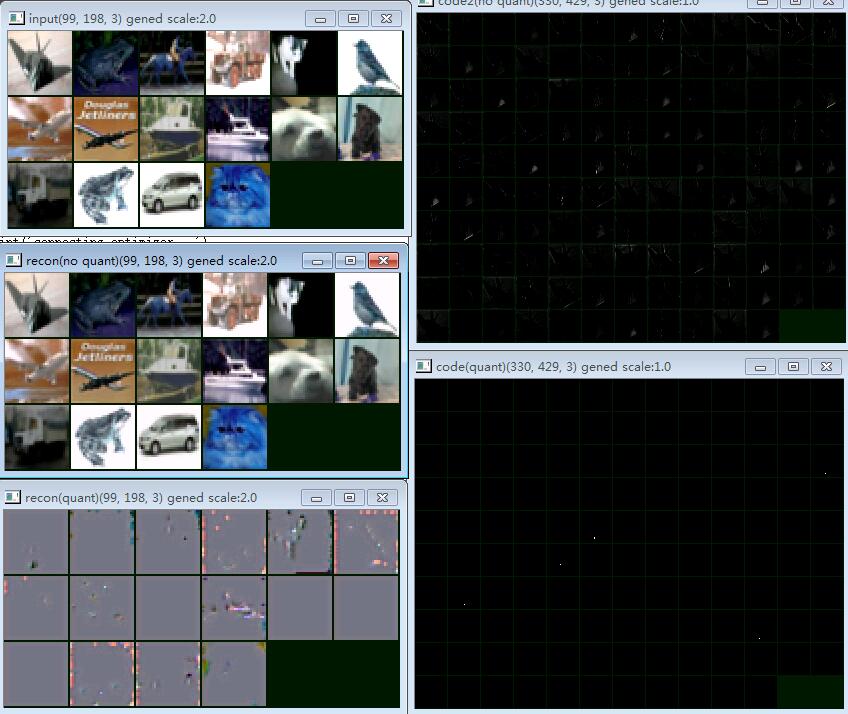 input(99, 198, 3) gened scale:2.0
code2(no quant)(330, 429, 3) gened scale:1.0
Douglas
Jetliners
int('connecting optimizer...')
recon(no quant)(99, 198, 3) gened scale:2.0
Douglas
Jetliners
code(quant)(330, 429, 3) gened scale:1.0
recon(quant)(99, 198, 3) gened scale:2.0